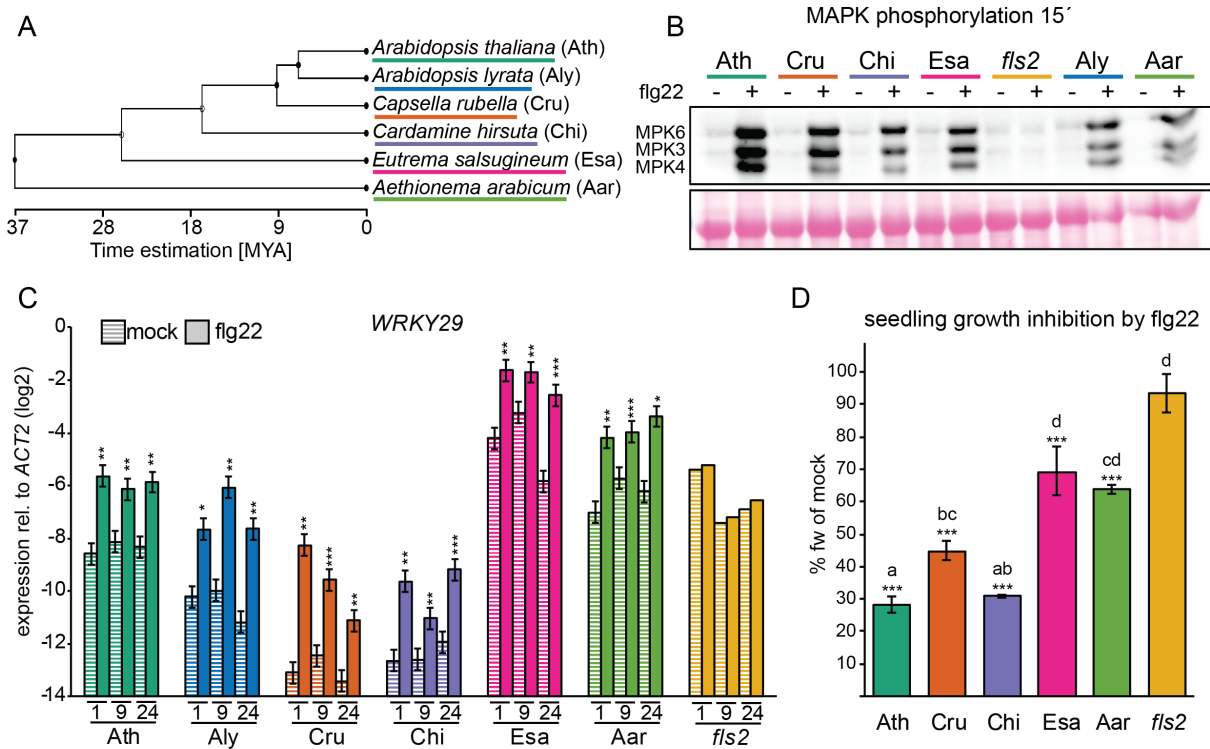 A
Arabidopsis thaliana (Ath)
Arabidopsis lyrata (Aly)
Capsella rubella (Cru)
Cardamine hirsuta (Chi)
Eutrema salsugineum (Esa)
Aethionema arabicum (Aar)
37 28 18 9 0
Time estimation [MYA]
B
MAPK phosphorylation 15´
Ath Cru Chi Esa fls2 Aly Aar
flg22 - + - + - + - + - + - + - +
MPK6
MPK3
MPK4
C
WRKY29
mock flg22
expression rel. to ACT2 (log2)
0
-2
-4
-6
-8
-10
-12
-14
** ** **
* ** **
** *** **
** ** ***
** ** ***
** *** *
1 9 24 1 9 24 1 9 24 1 9 24 1 9 24 1 9 24 1 9 24
Ath Aly Cru Chi Esa Aar fls2
D
seedling growth inhibition by flg22
% fw of mock
90
80
70
60
50
40
30
20
10
a bc ab d cd d
*** *** *** *** ***
Ath Cru Chi Esa Aar fls2